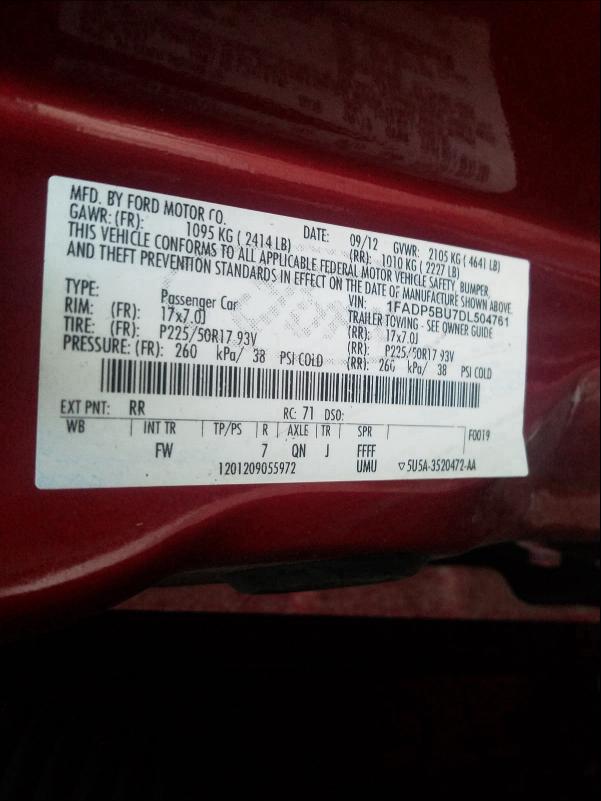 MFD. BY FORD MOTOR CO. DATE: 09/12 GVWR: 2105 KG ( 4641 LB)
GAWR: (FR): 1095 KG ( 2414 LB) (RR): 1010 KG ( 2227 LB)
THIS VEHICLE CONFORMS TO ALL APPLICABLE FEDERAL MOTOR VEHICLE SAFETY, BUMPER,
AND THEFT PREVENTION STANDARDS IN EFFECT ON THE DATE OF MANUFACTURE SHOWN ABOVE.
VIN: 1FADP5BU7DL504761
TYPE: Passenger Car TRAILER TOWING - SEE OWNER GUIDE
RIM: (FR): 17x7.0J (RR): 17x7.0J
TIRE: (FR): P225/50R17 93V (RR): P225/50R17 93V
PRESSURE: (FR): 260 kPa/ 38 PSI COLD (RR): 260 kPa/ 38 PSI COLD
EXT PNT: RR RC: 71 DSO:
WB INT TR TP/PS R AXLE TR SPR F0019
FW 7 QN J FFFF
1201209055972 UMU ▽5U5A-3520472-AA